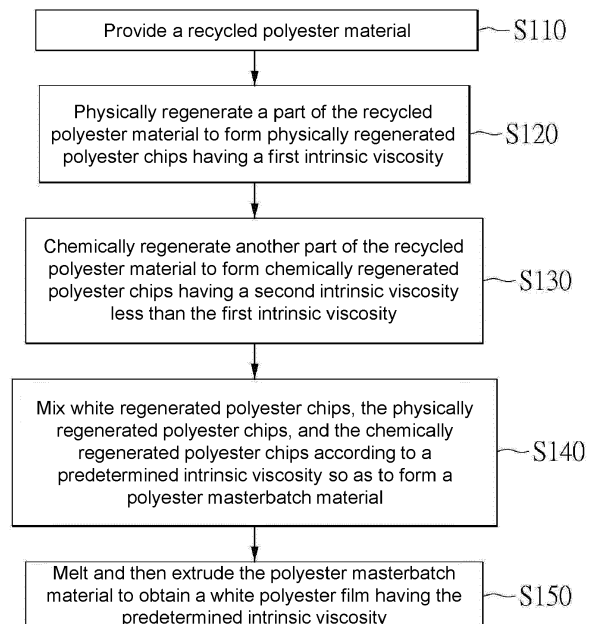 Provide a recycled polyester material
S110
Physically regenerate a part of the recycled
polyester material to form physically regenerated
polyester chips having a first intrinsic viscosity
S120
Chemically regenerate another part of the recycled
polyester material to form chemically regenerated
polyester chips having a second intrinsic viscosity
less than the first intrinsic viscosity
S130
Mix white regenerated polyester chips, the physically
regenerated polyester chips, and the chemically
regenerated polyester chips according to a
predetermined intrinsic viscosity so as to form a
polyester masterbatch material
S140
Melt and then extrude the polyester masterbatch
material to obtain a white polyester film having the
predetermined intrinsic viscosity
S150